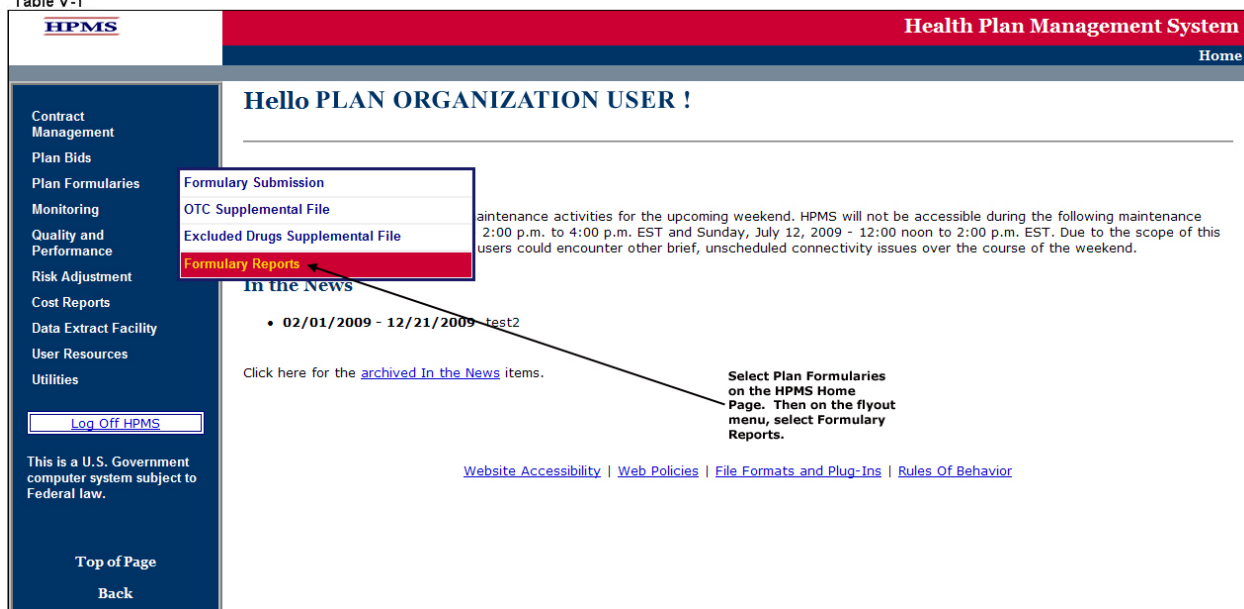 Table V-1
HPMS
Health Plan Management System
Home
Contract
Management
Plan Bids
Plan Formularies
Monitoring
Quality and
Performance
Risk Adjustment
Cost Reports
Data Extract Facility
User Resources
Utilities
Log Off HPMS
This is a U.S. Government
computer system subject to
Federal law.
Top of Page
Back
Formulary Submission
OTC Supplemental File
Excluded Drugs Supplemental File
Formulary Reports
Hello PLAN ORGANIZATION USER !
aintenance activities for the upcoming weekend. HPMS will not be accessible during the following maintenance
2:00 p.m. to 4:00 p.m. EST and Sunday, July 12, 2009 - 12:00 noon to 2:00 p.m. EST. Due to the scope of this
users could encounter other brief, unscheduled connectivity issues over the course of the weekend.
In the News
• 02/01/2009 - 12/21/2009 test2
Click here for the archived In the News items.
Select Plan Formularies
on the HPMS Home
Page. Then on the flyout
menu, select Formulary
Reports.
Website Accessibility | Web Policies | File Formats and Plug-Ins | Rules Of Behavior